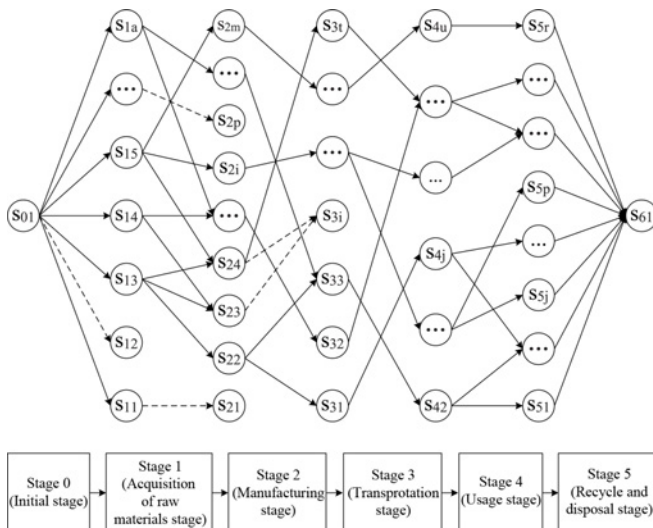 S1a S2m S3t S4u S5r
... ... ... ... ...
S2p ...
S15 ... S2i ... S5p
S01 S14 ... S3i S61
S4j ...
S13 S24 S33 S5j
S23 ...
S12 S22 S32 ...
S11 S21 S31 S42 S51
Stage 0
(Initial stage)
Stage 1
(Acquisition
of raw
materials stage)
Stage 2
(Manufacturing
stage)
Stage 3
(Transprotation
stage)
Stage 4
(Usage stage)
Stage 5
(Recycle and
disposal stage)